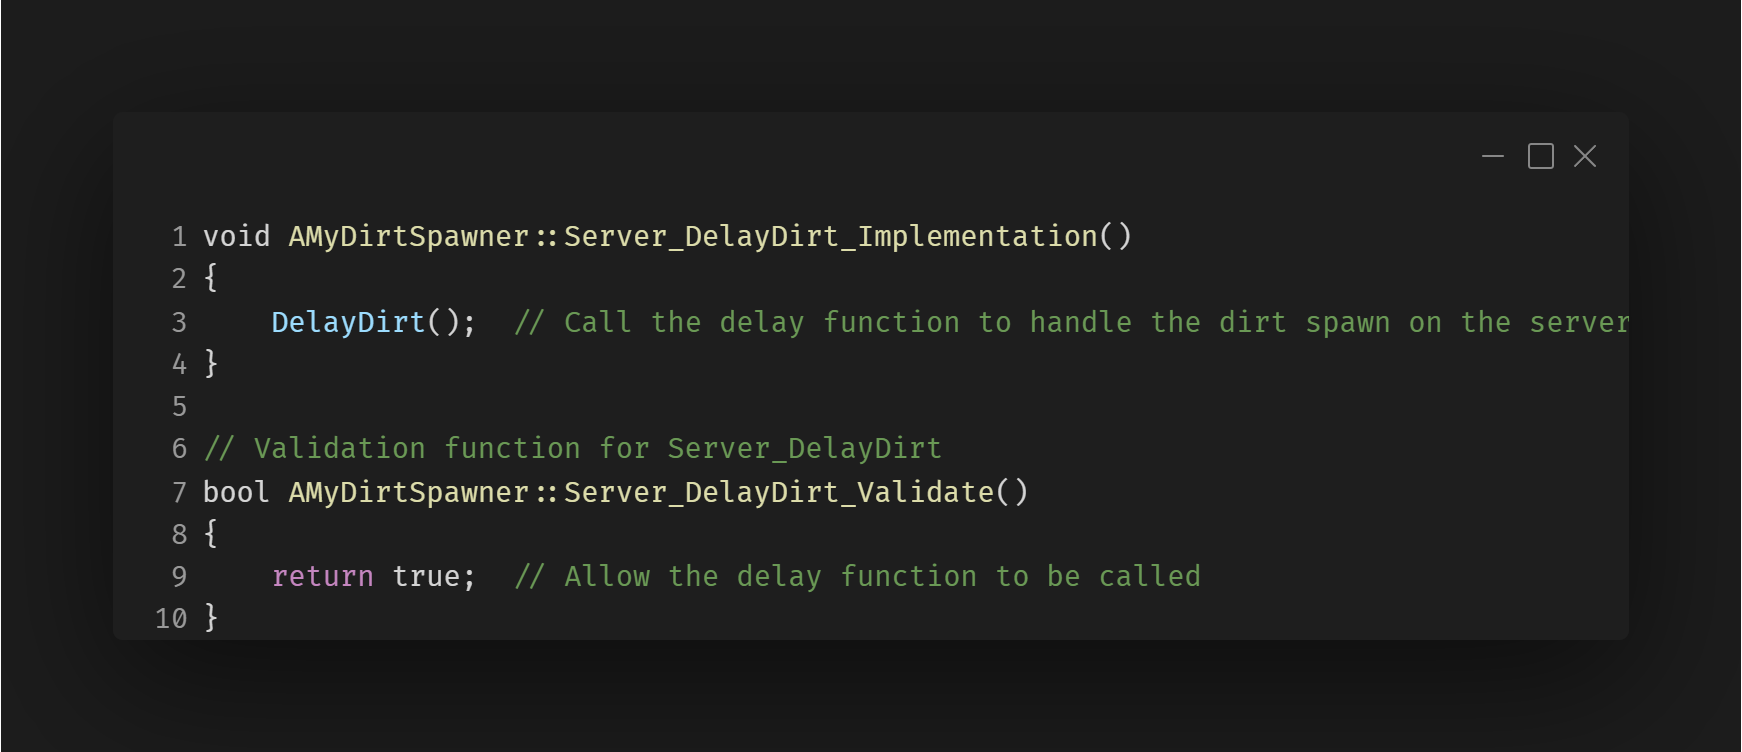 1 void AMyDirtSpawner::Server_DelayDirt_Implementation()
2 {
3     DelayDirt();  // Call the delay function to handle the dirt spawn on the server
4 }
5
6 // Validation function for Server_DelayDirt
7 bool AMyDirtSpawner::Server_DelayDirt_Validate()
8 {
9     return true;  // Allow the delay function to be called
10 }